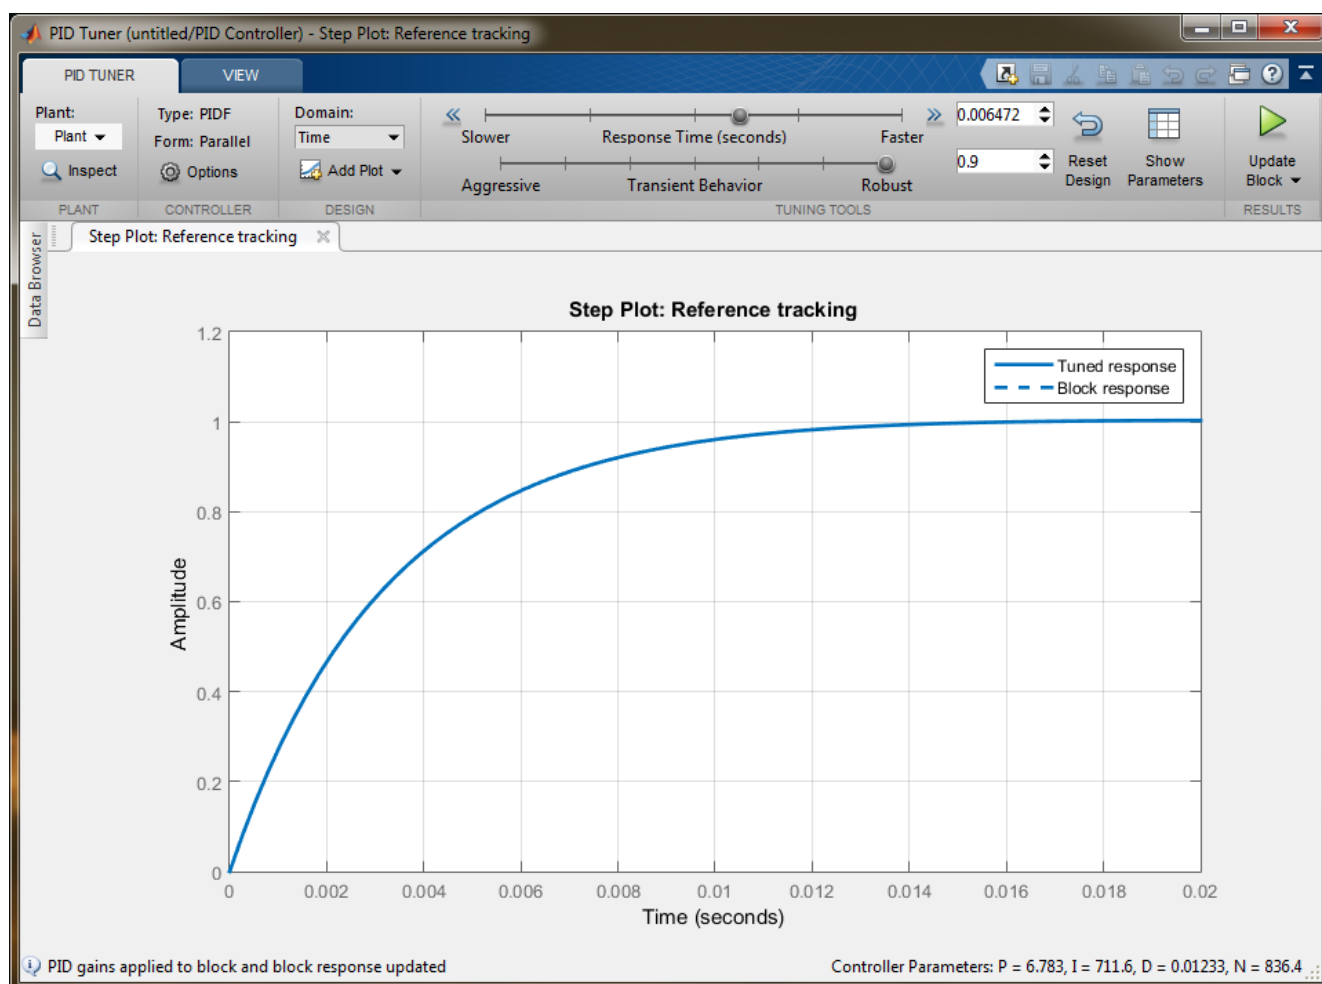 PID Tuner (untitled/PID Controller) - Step Plot: Reference tracking
PID TUNER VIEW
Plant: Type: PIDF Domain: 0.006472
Plant Form: Parallel Time Slower Response Time (seconds) Faster
Inspect Options Add Plot 0.9 Reset Design Show Parameters Update Block
Aggressive Transient Behavior Robust
PLANT CONTROLLER DESIGN TUNING TOOLS RESULTS
Data Browser
Step Plot: Reference tracking
Step Plot: Reference tracking
Tuned response
Block response
1.2
1
0.8
0.6
0.4
0.2
0
Amplitude
0 0.002 0.004 0.006 0.008 0.01 0.012 0.014 0.016 0.018 0.02
Time (seconds)
PID gains applied to block and block response updated
Controller Parameters: P = 6.783, I = 711.6, D = 0.01233, N = 836.4